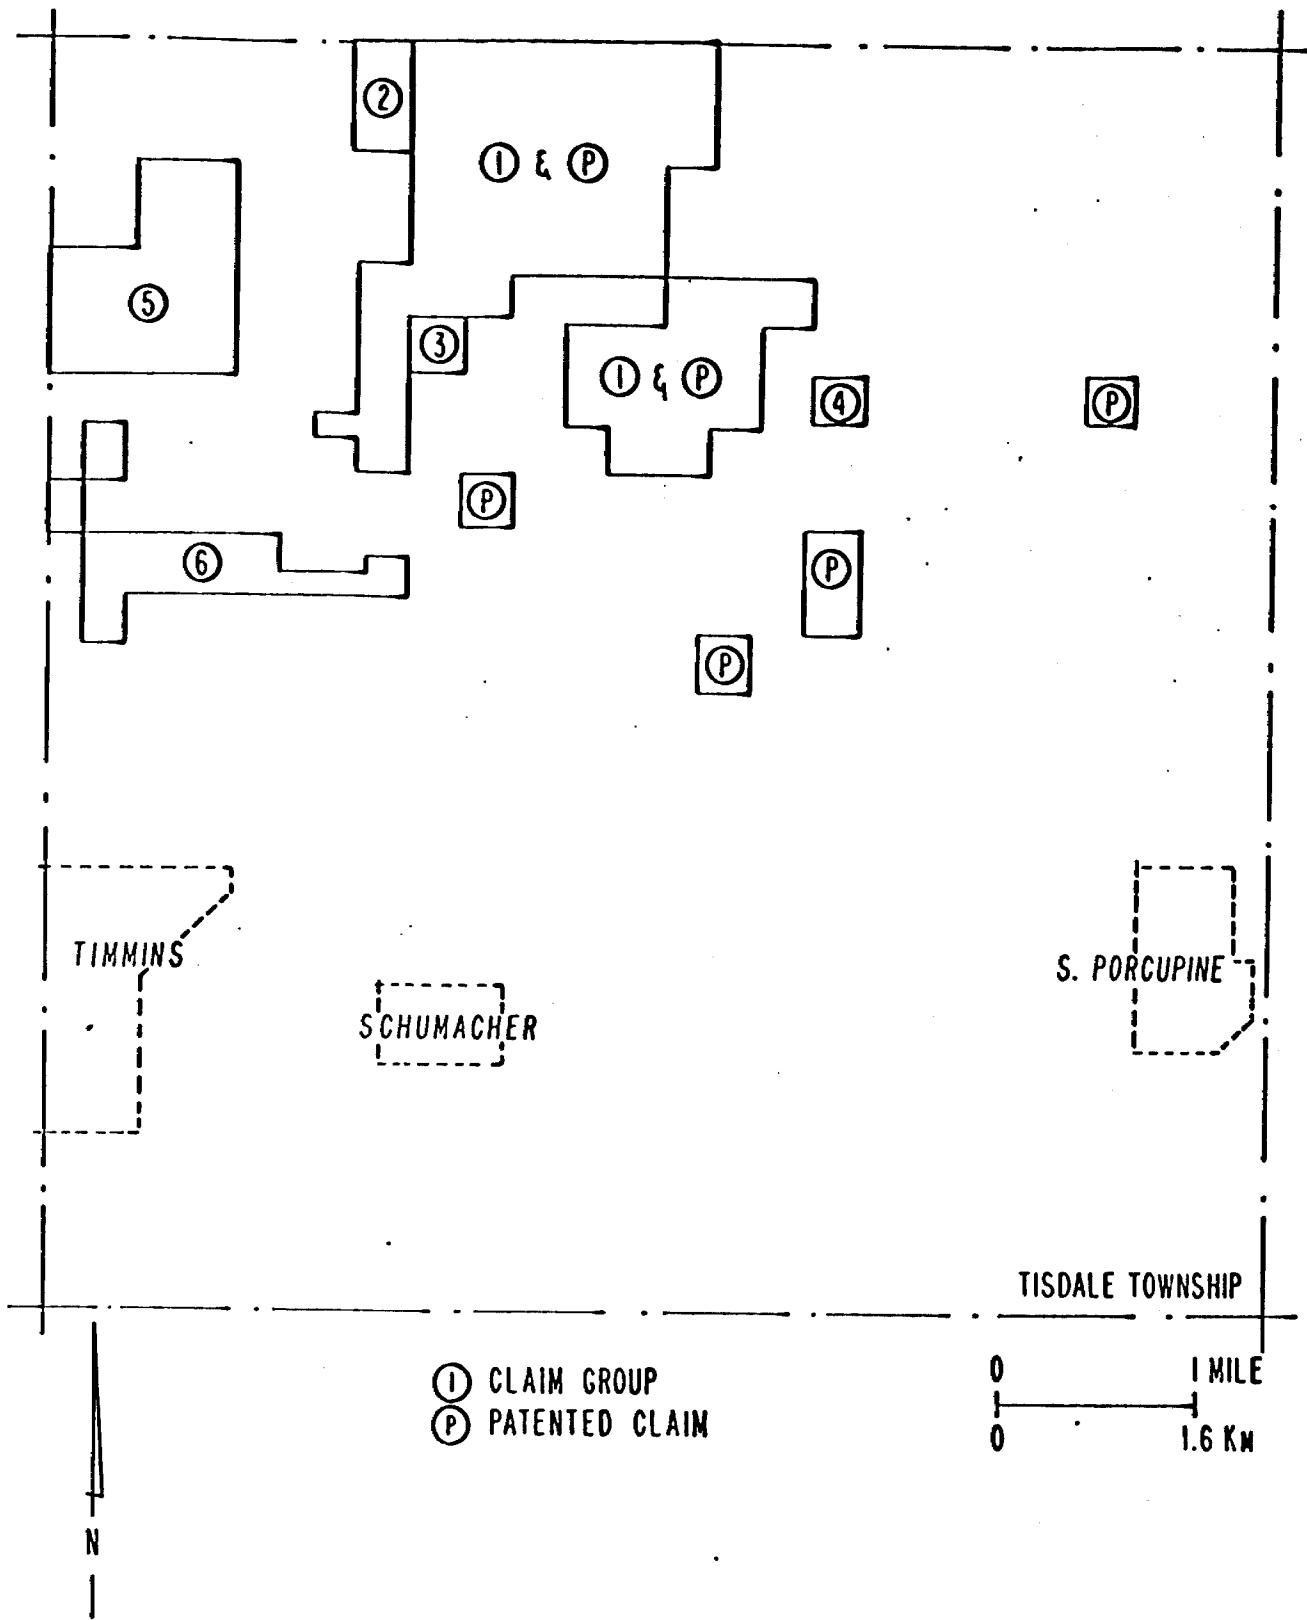 2
1 & P
5
3
1 & P
4
P
P
6
P
P
TIMMINS
S. PORCUPINE
SCHUMACHER
TISDALE TOWNSHIP
1 CLAIM GROUP
P PATENTED CLAIM
0 1 MILE
0 1.6 KM
N